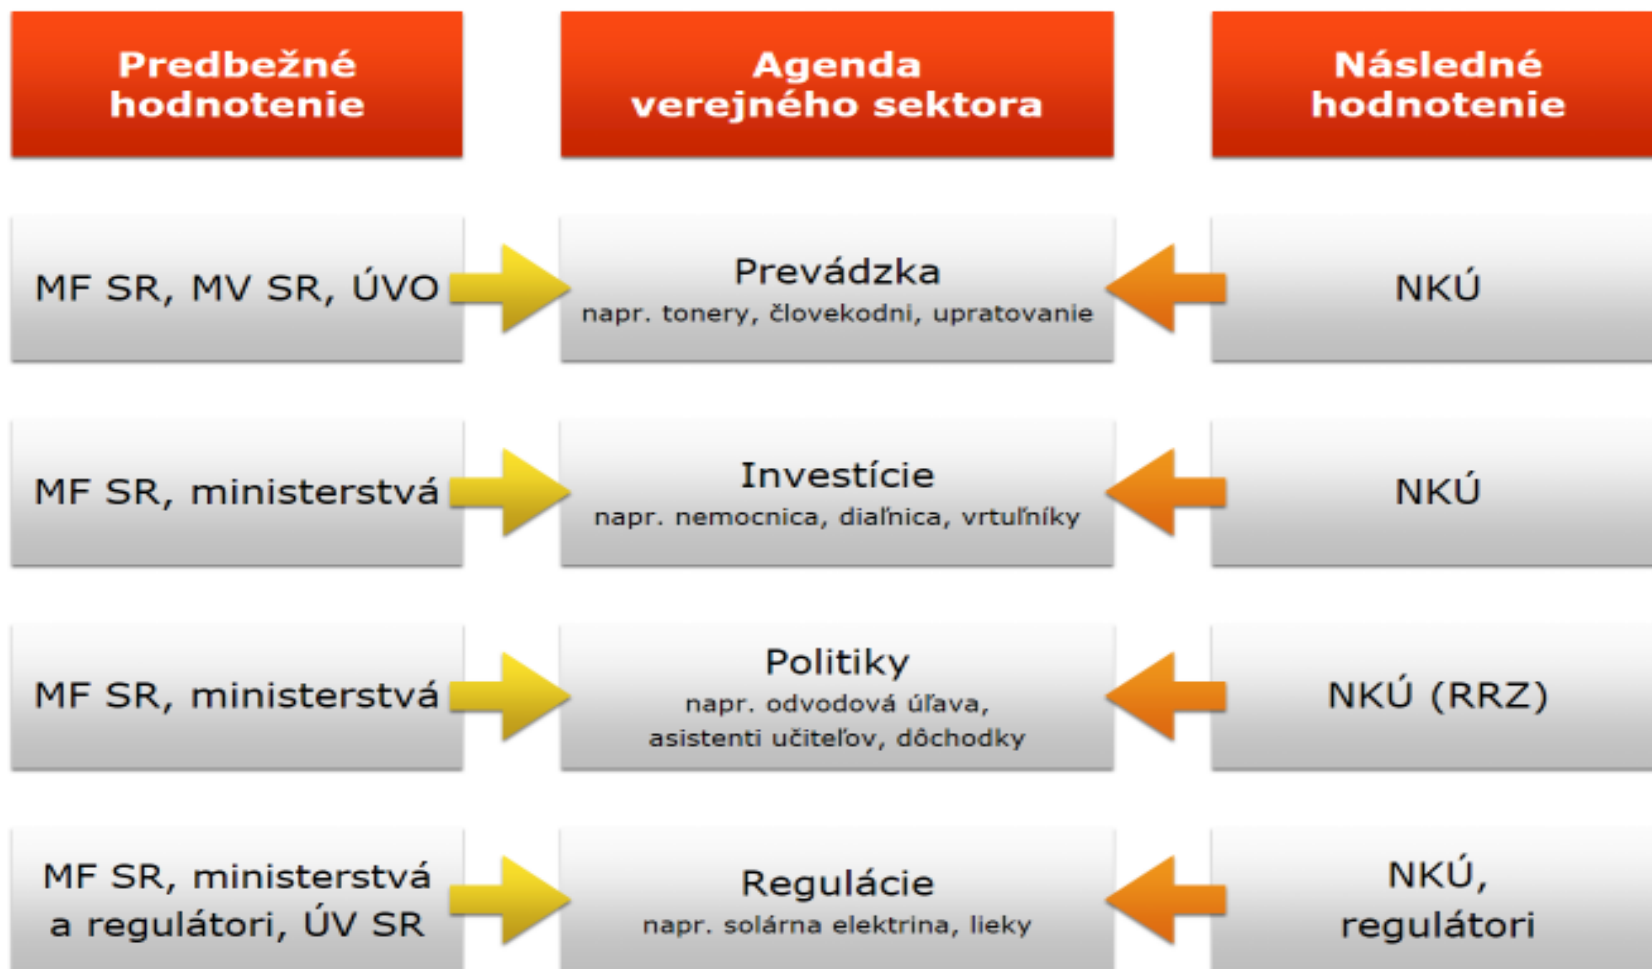 Predbežné
hodnotenie
Agenda
verejného sektora
Následné
hodnotenie
MF SR, MV SR, ÚVO
Prevádzka
napr. tonery, človekodni, upratovanie
NKÚ
MF SR, ministerstvá
Investície
napr. nemocnica, diaľnica, vrtuľníky
NKÚ
MF SR, ministerstvá
Politiky
napr. odvodová úľava,
asistenti učiteľov, dôchodky
NKÚ (RRZ)
MF SR, ministerstvá
a regulátori, ÚV SR
Regulácie
napr. solárna elektrina, lieky
NKÚ,
regulátori